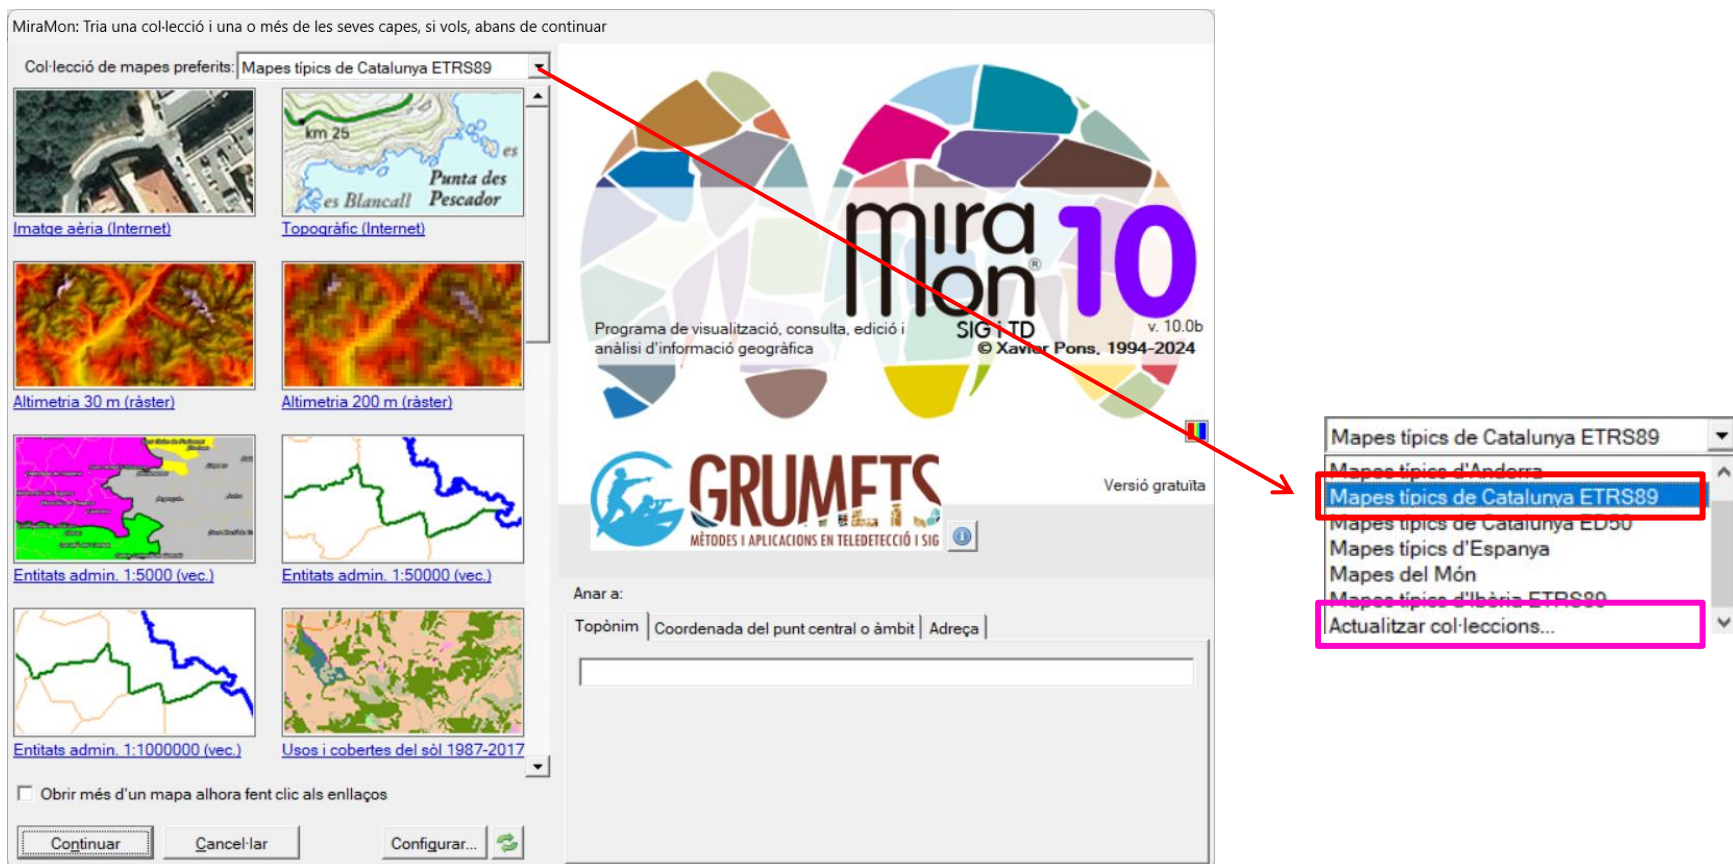 MiraMon: Tria una col·lecció i una o més de les seves capes, si vols, abans de continuar
Col·lecció de mapes preferits:
Mapes típics de Catalunya ETRS89
km 25
es
Punta des
es Blancall Pescador
Imatge aèria (Internet)
Topogràfic (Internet)
Altimetria 30 m (ràster)
Altimetria 200 m (ràster)
Entitats admin. 1:5000 (vec.)
Entitats admin. 1:50000 (vec.)
Entitats admin. 1:1000000 (vec.)
Usos i cobertes del sòl 1987-2017
Obrir més d'un mapa alhora fent clic als enllaços
Continuar
Cancel·lar
Configurar...
mira
mon®
10
Programa de visualització, consulta, edició i
anàlisi d'informació geogràfica
SIG i TD
v. 10.0b
© Xavier Pons, 1994-2024
GRUMETS
MÈTODES I APLICACIONS EN TELEDETECCIÓ I SIG
Versió gratuïta
Anar a:
Topònim
Coordenada del punt central o àmbit
Adreça
Mapes típics de Catalunya ETRS89
Mapes típics d'Andorra
Mapes típics de Catalunya ETRS89
Mapes típics de Catalunya ED50
Mapes típics d'Espanya
Mapes del Món
Mapes típics d'Ibèria ETRS89
Actualitzar col·leccions...